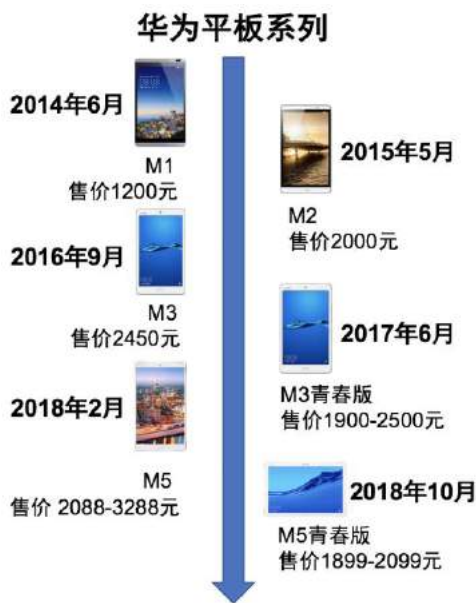 华为平板系列
2014年6月
M1
售价1200元
2015年5月
M2
售价2000元
2016年9月
M3
售价2450元
2017年6月
M3青春版
售价1900-2500元
2018年2月
M5
售价 2088-3288元
2018年10月
M5青春版
售价1899-2099元